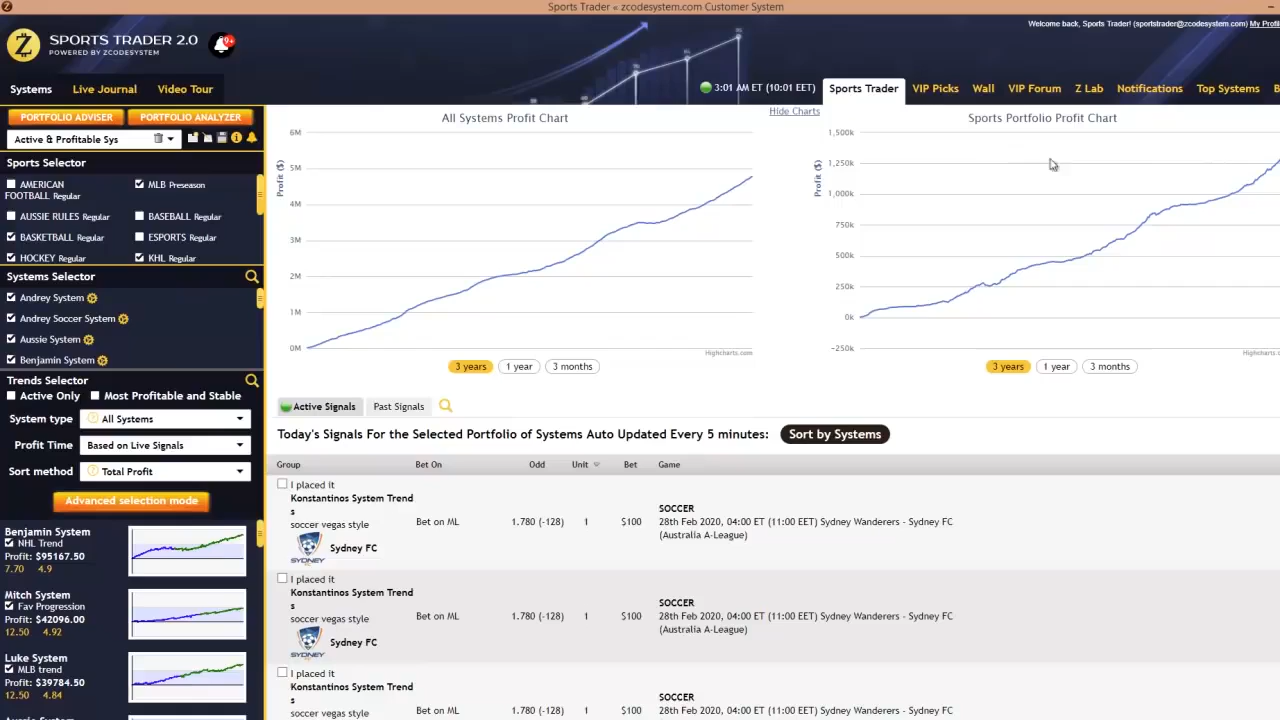 Sports Trader « zcodesystem.com Customer System
Welcome back, Sports Trader! (sportstrader@zcodesystem.com) My Profil
SPORTS TRADER 2.0
POWERED BY ZCODESYSTEM
9+
Systems
Live Journal
Video Tour
3:01 AM ET (10:01 EET)
Sports Trader
VIP Picks
Wall
VIP Forum
Z Lab
Notifications
Top Systems
B
PORTFOLIO ADVISER
PORTFOLIO ANALYZER
Active & Profitable Sys
Sports Selector
AMERICAN FOOTBALL Regular
MLB Preseason
AUSSIE RULES Regular
BASEBALL Regular
BASKETBALL Regular
ESPORTS Regular
HOCKEY Regular
KHL Regular
Systems Selector
Andrey System
Andrey Soccer System
Aussie System
Benjamin System
Trends Selector
Active Only
Most Profitable and Stable
System type
All Systems
Profit Time
Based on Live Signals
Sort method
Total Profit
Advanced selection mode
Benjamin System
NHL Trend
Profit: $95167.50
7.70 4.9
Mitch System
Fav Progression
Profit: $42096.00
12.50 4.92
Luke System
MLB trend
Profit: $39784.50
12.50 4.84
All Systems Profit Chart
Hide Charts
Profit ($)
6M
5M
4M
3M
2M
1M
0M
Highcharts.com
3 years
1 year
3 months
Sports Portfolio Profit Chart
Profit ($)
1,500k
1,250k
1,000k
750k
500k
250k
0k
-250k
Highcharts.
3 years
1 year
3 months
Active Signals
Past Signals
Today's Signals For the Selected Portfolio of Systems Auto Updated Every 5 minutes:
Sort by Systems
Group Bet On Odd Unit Bet Game
I placed it
Konstantinos System Trend
s
soccer vegas style
SYDNEY
Sydney FC
Bet on ML 1.780 (-128) 1 $100
SOCCER
28th Feb 2020, 04:00 ET (11:00 EET) Sydney Wanderers - Sydney FC
(Australia A-League)
I placed it
Konstantinos System Trend
s
soccer vegas style
SYDNEY
Sydney FC
Bet on ML 1.780 (-128) 1 $100
SOCCER
28th Feb 2020, 04:00 ET (11:00 EET) Sydney Wanderers - Sydney FC
(Australia A-League)
I placed it
Konstantinos System Trend
s
soccer vegas style
Bet on ML 1.780 (-128) 1 $100
SOCCER
28th Feb 2020, 04:00 ET (11:00 EET) Sydney Wanderers - Sydney FC